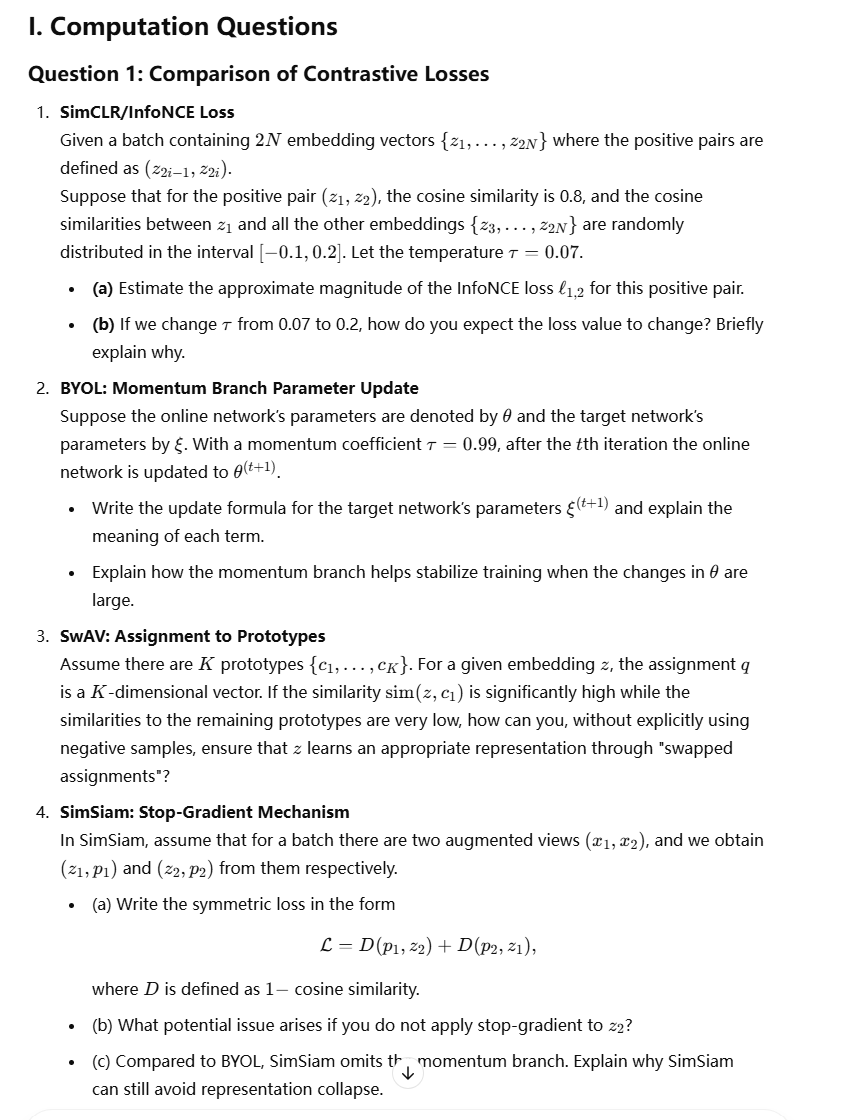 I. Computation Questions
Question 1: Comparison of Contrastive Losses
1. SimCLR/InfoNCE Loss
Given a batch containing 2N embedding vectors {z₁, . . . , z₂N} where the positive pairs are
defined as (z₂ᵢ₋₁, z₂ᵢ).
Suppose that for the positive pair (z₁, z₂), the cosine similarity is 0.8, and the cosine
similarities between z₁ and all the other embeddings {z₃, . . . , z₂N} are randomly
distributed in the interval [−0.1, 0.2]. Let the temperature τ = 0.07.
• (a) Estimate the approximate magnitude of the InfoNCE loss ℓ₁,₂ for this positive pair.
• (b) If we change τ from 0.07 to 0.2, how do you expect the loss value to change? Briefly
explain why.
2. BYOL: Momentum Branch Parameter Update
Suppose the online network's parameters are denoted by θ and the target network's
parameters by ξ. With a momentum coefficient τ = 0.99, after the tth iteration the online
network is updated to θ⁽ᵗ⁺¹⁾.
• Write the update formula for the target network's parameters ξ⁽ᵗ⁺¹⁾ and explain the
meaning of each term.
• Explain how the momentum branch helps stabilize training when the changes in θ are
large.
3. SwAV: Assignment to Prototypes
Assume there are K prototypes {c₁, . . . , cK}. For a given embedding z, the assignment q
is a K-dimensional vector. If the similarity sim(z, c₁) is significantly high while the
similarities to the remaining prototypes are very low, how can you, without explicitly using
negative samples, ensure that z learns an appropriate representation through "swapped
assignments"?
4. SimSiam: Stop-Gradient Mechanism
In SimSiam, assume that for a batch there are two augmented views (x₁, x₂), and we obtain
(z₁, p₁) and (z₂, p₂) from them respectively.
• (a) Write the symmetric loss in the form
ℒ = D(p₁, z₂) + D(p₂, z₁),
where D is defined as 1− cosine similarity.
• (b) What potential issue arises if you do not apply stop-gradient to z₂?
• (c) Compared to BYOL, SimSiam omits momentum branch. Explain why SimSiam
can still avoid representation collapse.